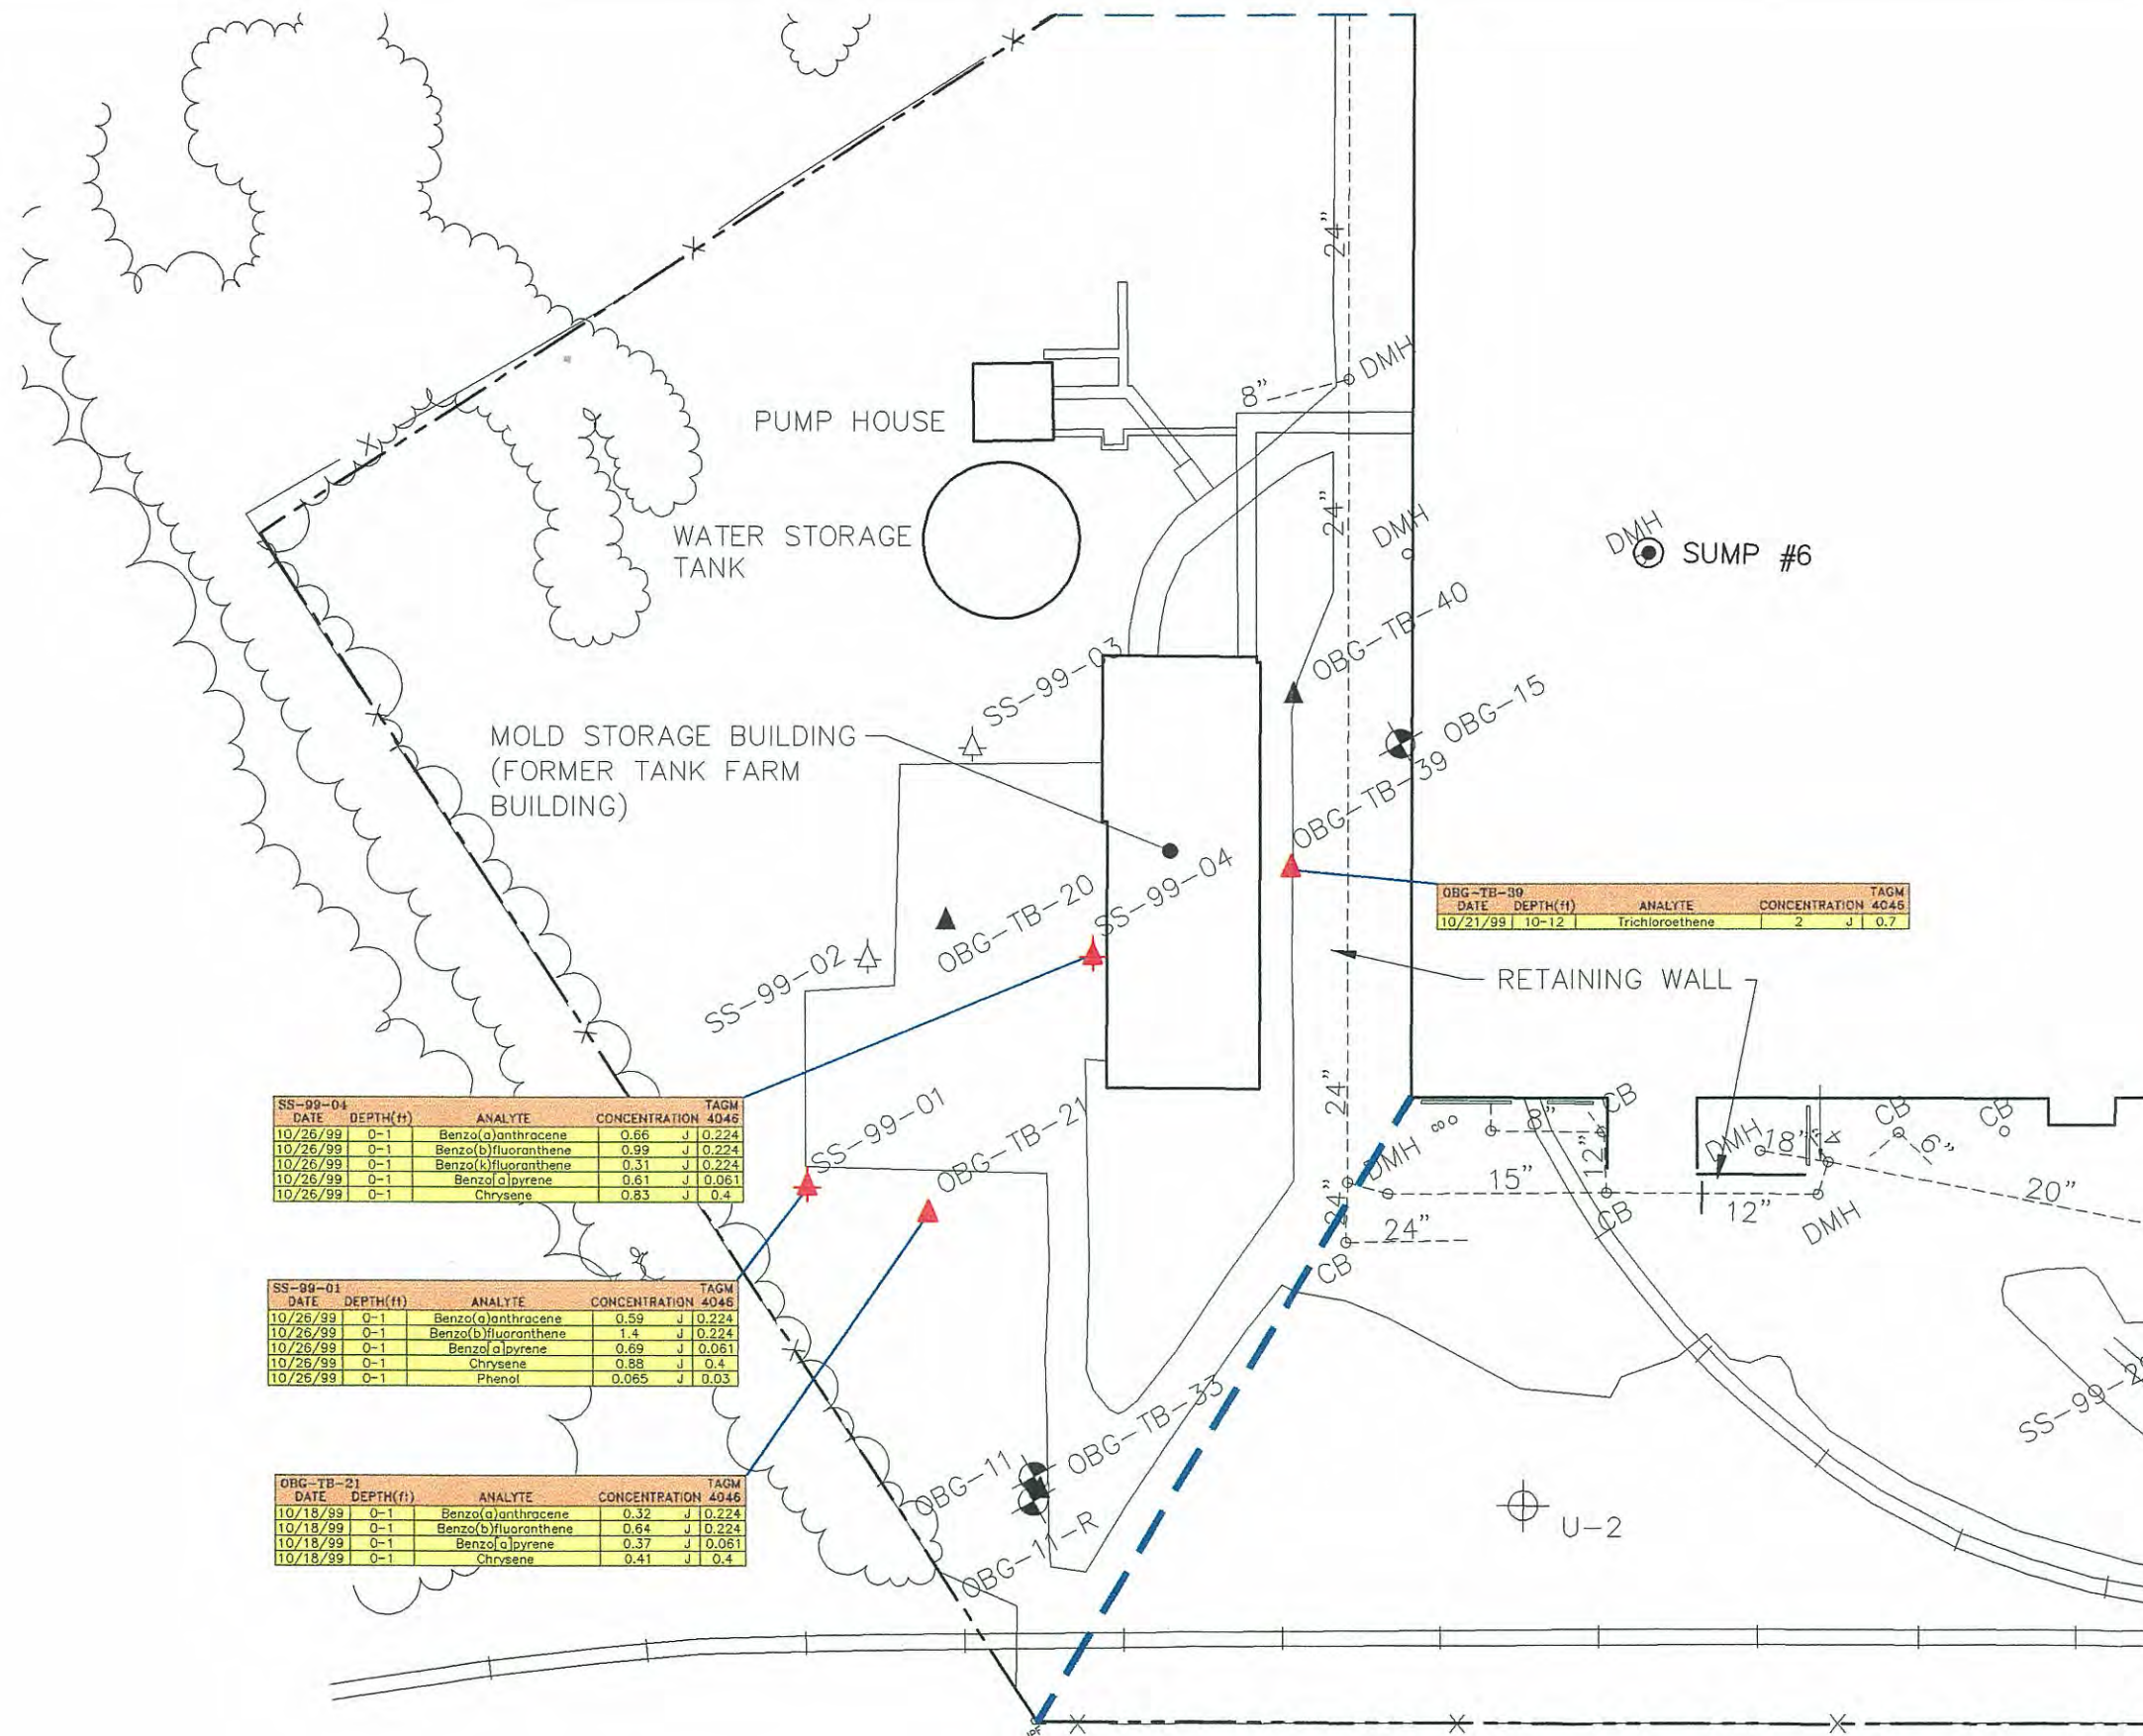 24"
DMH
8"
PUMP HOUSE
24"
DMH
WATER STORAGE
TANK
DMH
SUMP #6
OBG-TB-40
SS-99-03
OBG-15
MOLD STORAGE BUILDING
(FORMER TANK FARM
BUILDING)
OBG-TB-39
SS-99-04
OBG-TB-20
SS-99-02
OBG-TB-39 TAGM
DATE DEPTH(ft) ANALYTE CONCENTRATION 4046
10/21/99 10-12 Trichloroethene 2 J 0.7
RETAINING WALL
SS-99-04 TAGM
DATE DEPTH(ft) ANALYTE CONCENTRATION 4046
10/26/99 0-1 Benzo(a)anthracene 0.66 J 0.224
10/26/99 0-1 Benzo(b)fluoranthene 0.99 J 0.224
10/26/99 0-1 Benzo(k)fluoranthene 0.31 J 0.224
10/26/99 0-1 Benzo[a]pyrene 0.61 J 0.061
10/26/99 0-1 Chrysene 0.83 J 0.4
SS-99-01
OBG-TB-21
24"
DMH
8"
CB
12"
15"
CB
24"
24"
CB
DMH
18"
CB
6"
CB
12"
DMH
20"
SS-99-01 TAGM
DATE DEPTH(ft) ANALYTE CONCENTRATION 4046
10/26/99 0-1 Benzo(a)anthracene 0.59 J 0.224
10/26/99 0-1 Benzo(b)fluoranthene 1.4 J 0.224
10/26/99 0-1 Benzo[a]pyrene 0.69 J 0.061
10/26/99 0-1 Chrysene 0.88 J 0.4
10/26/99 0-1 Phenol 0.065 J 0.03
OBG-TB-33
OBG-11
OBG-11-R
U-2
OBG-TB-21 TAGM
DATE DEPTH(ft) ANALYTE CONCENTRATION 4046
10/18/99 0-1 Benzo(a)anthracene 0.32 J 0.224
10/18/99 0-1 Benzo(b)fluoranthene 0.64 J 0.224
10/18/99 0-1 Benzo[a]pyrene 0.37 J 0.061
10/18/99 0-1 Chrysene 0.41 J 0.4